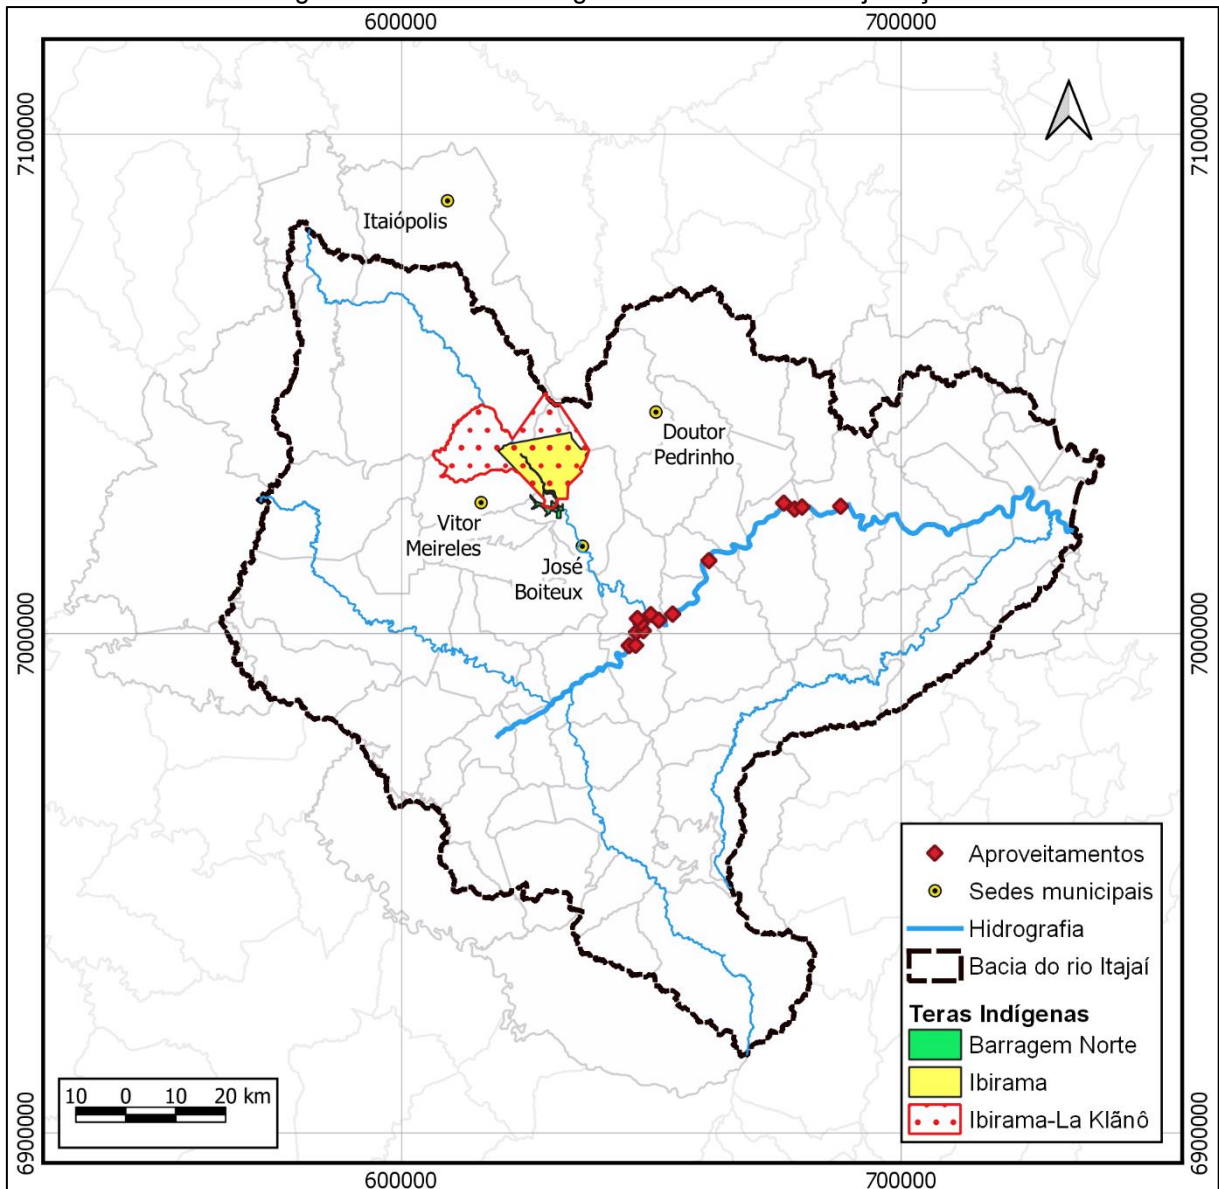 600000 700000
7100000 7100000
Itaiópolis
Doutor
Pedrinho
Vitor
Meireles
José
Boiteux
7000000 7000000
Aproveitamentos
Sedes municipais
Hidrografia
Bacia do rio Itajaí
Teras Indígenas
Barragem Norte
Ibirama
Ibirama-La Klãnô
10 0 10 20 km
6900000 6900000
600000 700000